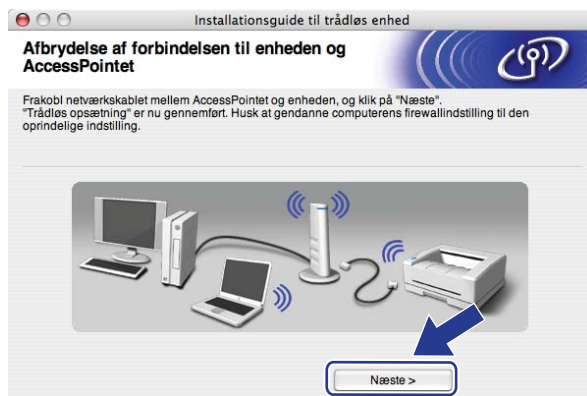 Installationsguide til trådløs enhed
Afbrydelse af forbindelsen til enheden og
AccessPointet
Frakobl netværkskablet mellem AccessPointet og enheden, og klik på "Næste".
"Trådløs opsætning" er nu gennemført. Husk at gendanne computerens firewallindstilling til den
oprindelige indstilling.
Næste >